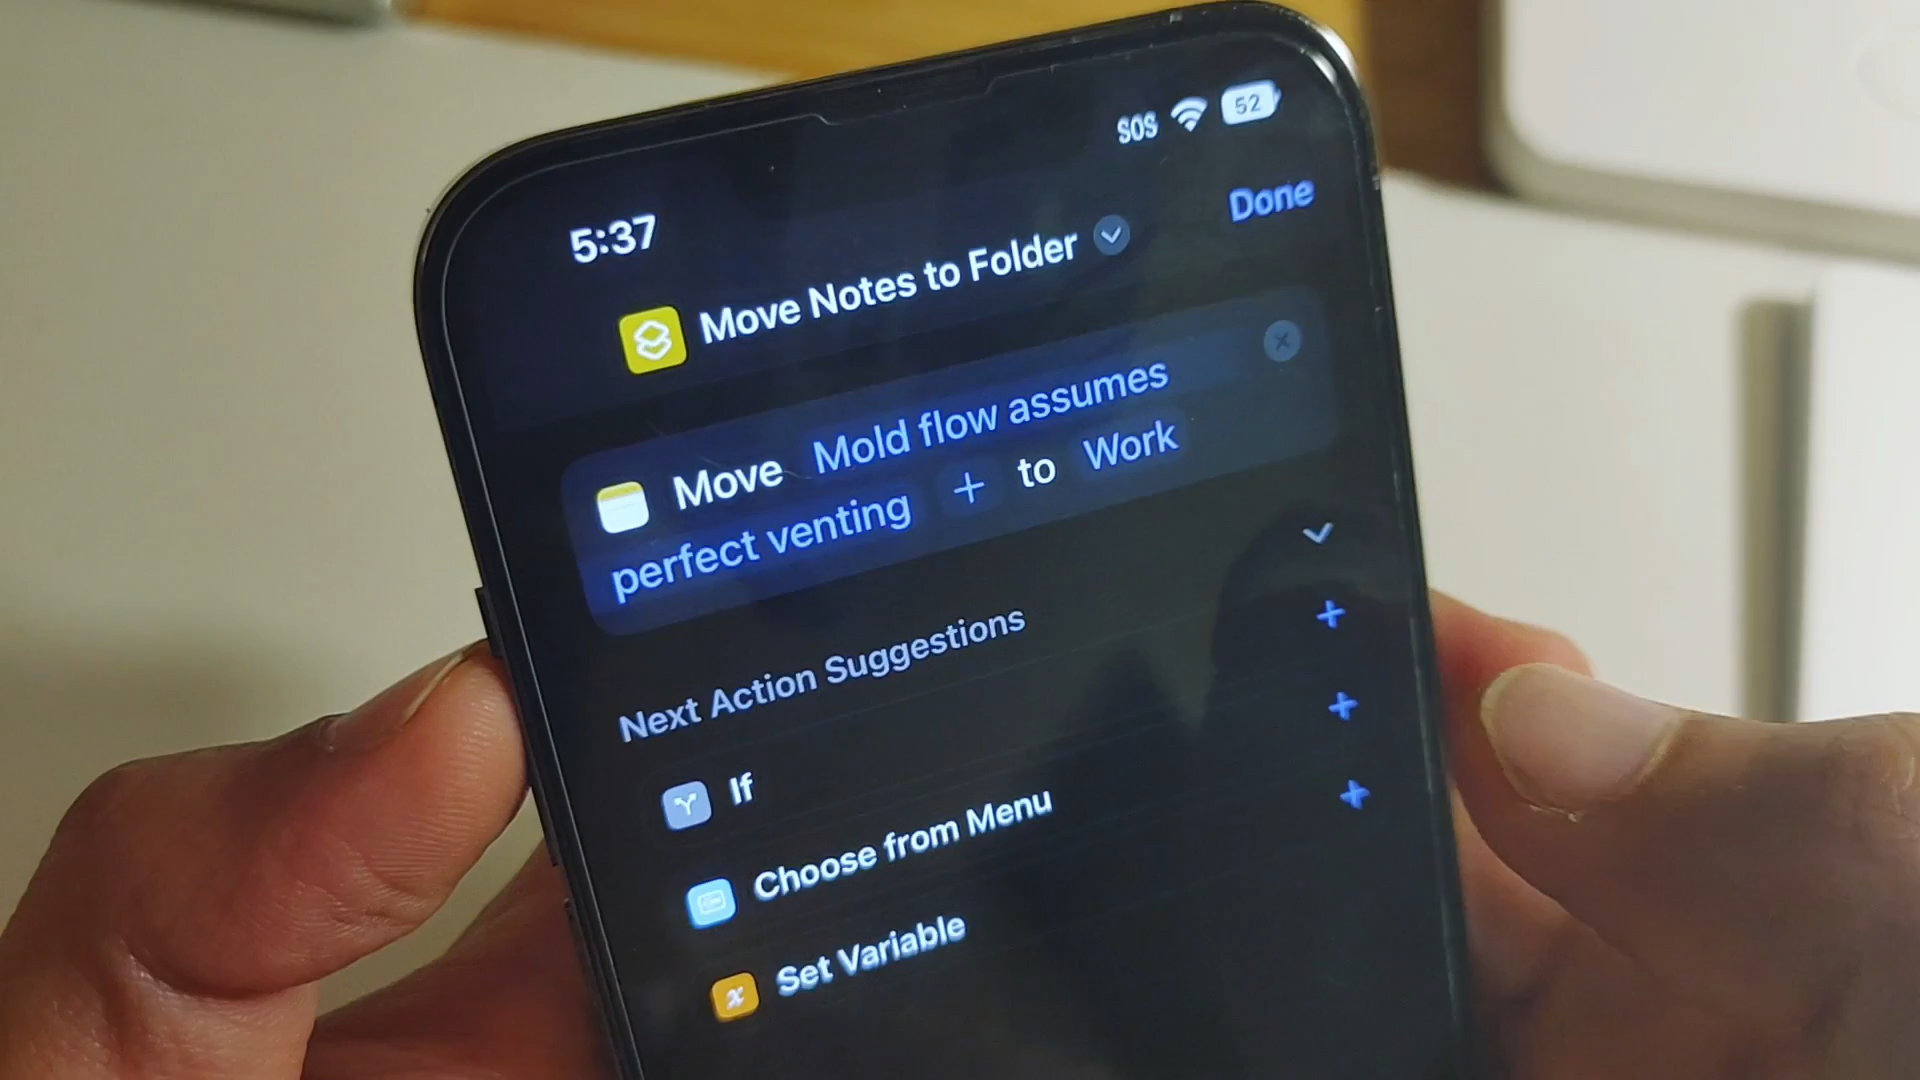 5:37
SOS 52
Done
Move Notes to Folder
Move Mold flow assumes
perfect venting + to Work
Next Action Suggestions
If
Choose from Menu
x Set Variable